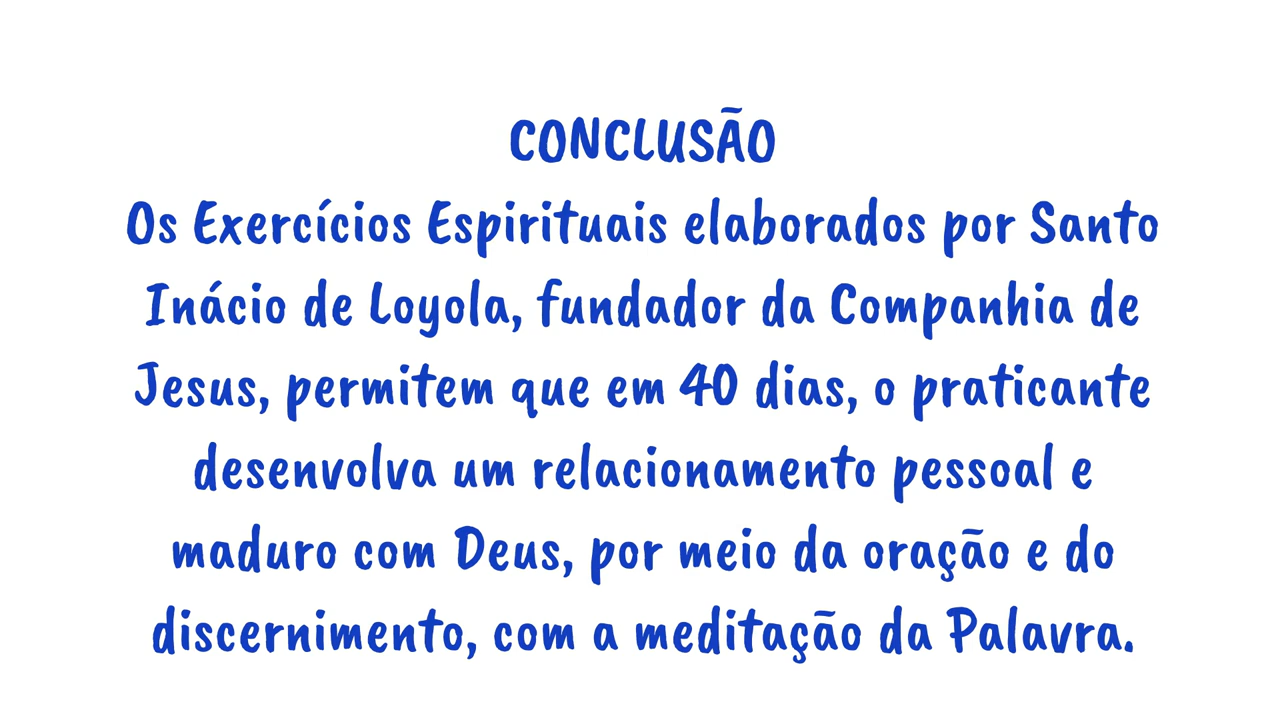 CONCLUSÃO
Os Exercícios Espirituais elaborados por Santo
Inácio de Loyola, fundador da Companhia de
Jesus, permitem que em 40 dias, o praticante
desenvolva um relacionamento pessoal e
maduro com Deus, por meio da oração e do
discernimento, com a meditação da Palavra.